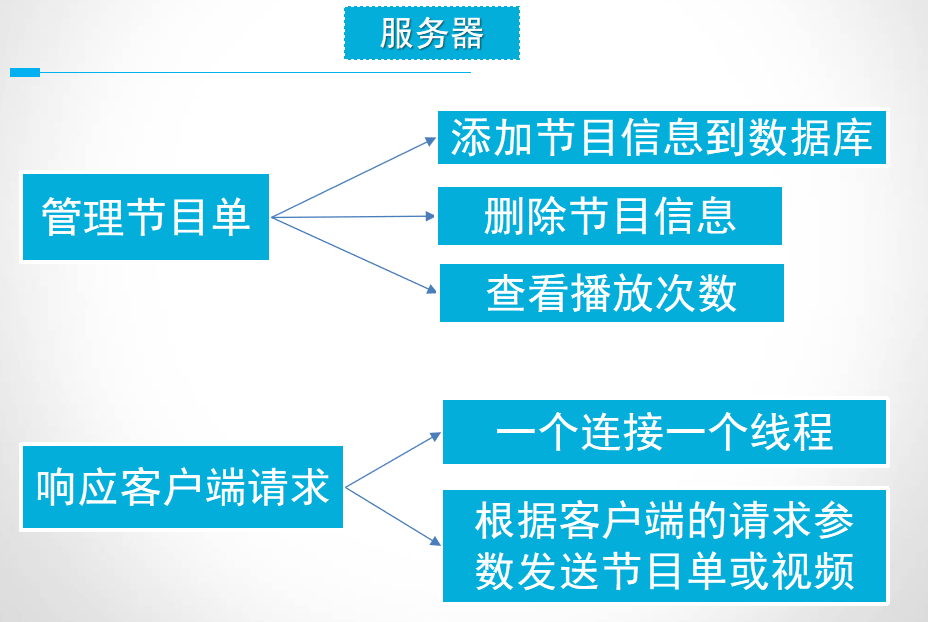 服务器
管理节目单
添加节目信息到数据库
删除节目信息
查看播放次数
响应客户端请求
一个连接一个线程
根据客户端的请求参
数发送节目单或视频